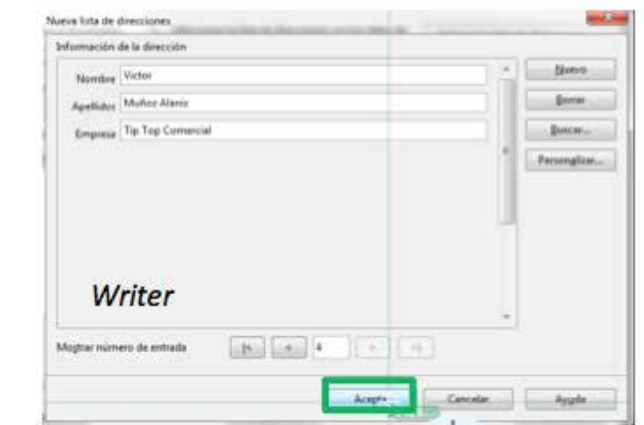 Nueva lista de direcciones
Información de la dirección
Nombre Victor
Apellidos Muñoz Alaniz
Empresa Tip Top Comercial
Nuevo
Borrar
Buscar...
Personalizar...
Writer
Mostrar número de entrada
4
Aceptar
Cancelar
Ayuda